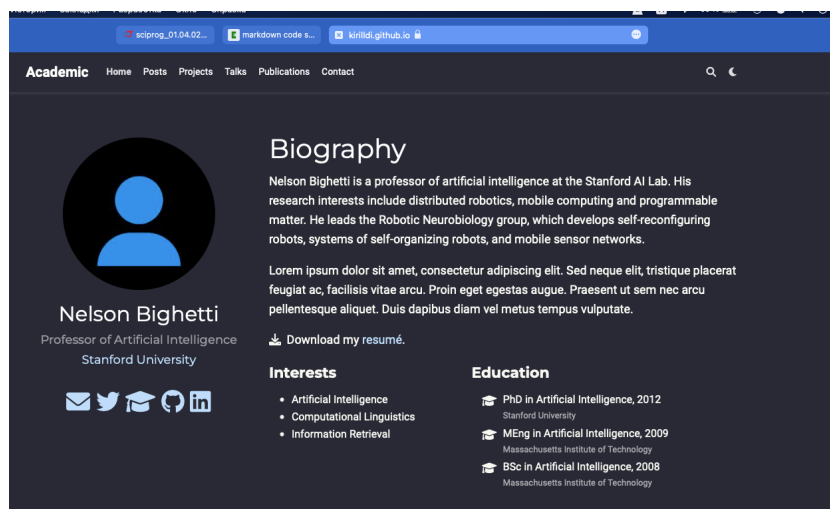 sciprog_01.04.02...
markdown code s...
kirilldi.github.io
Academic
Home Posts Projects Talks Publications Contact
Biography
Nelson Bighetti is a professor of artificial intelligence at the Stanford AI Lab. His
research interests include distributed robotics, mobile computing and programmable
matter. He leads the Robotic Neurobiology group, which develops self-reconfiguring
robots, systems of self-organizing robots, and mobile sensor networks.
Lorem ipsum dolor sit amet, consectetur adipiscing elit. Sed neque elit, tristique placerat
feugiat ac, facilisis vitae arcu. Proin eget egestas augue. Praesent ut sem nec arcu
pellentesque aliquet. Duis dapibus diam vel metus tempus vulputate.
Nelson Bighetti
Professor of Artificial Intelligence
Stanford University
Download my resumé.
Interests
Artificial Intelligence
Computational Linguistics
Information Retrieval
Education
PhD in Artificial Intelligence, 2012
Stanford University
MEng in Artificial Intelligence, 2009
Massachusetts Institute of Technology
BSc in Artificial Intelligence, 2008
Massachusetts Institute of Technology